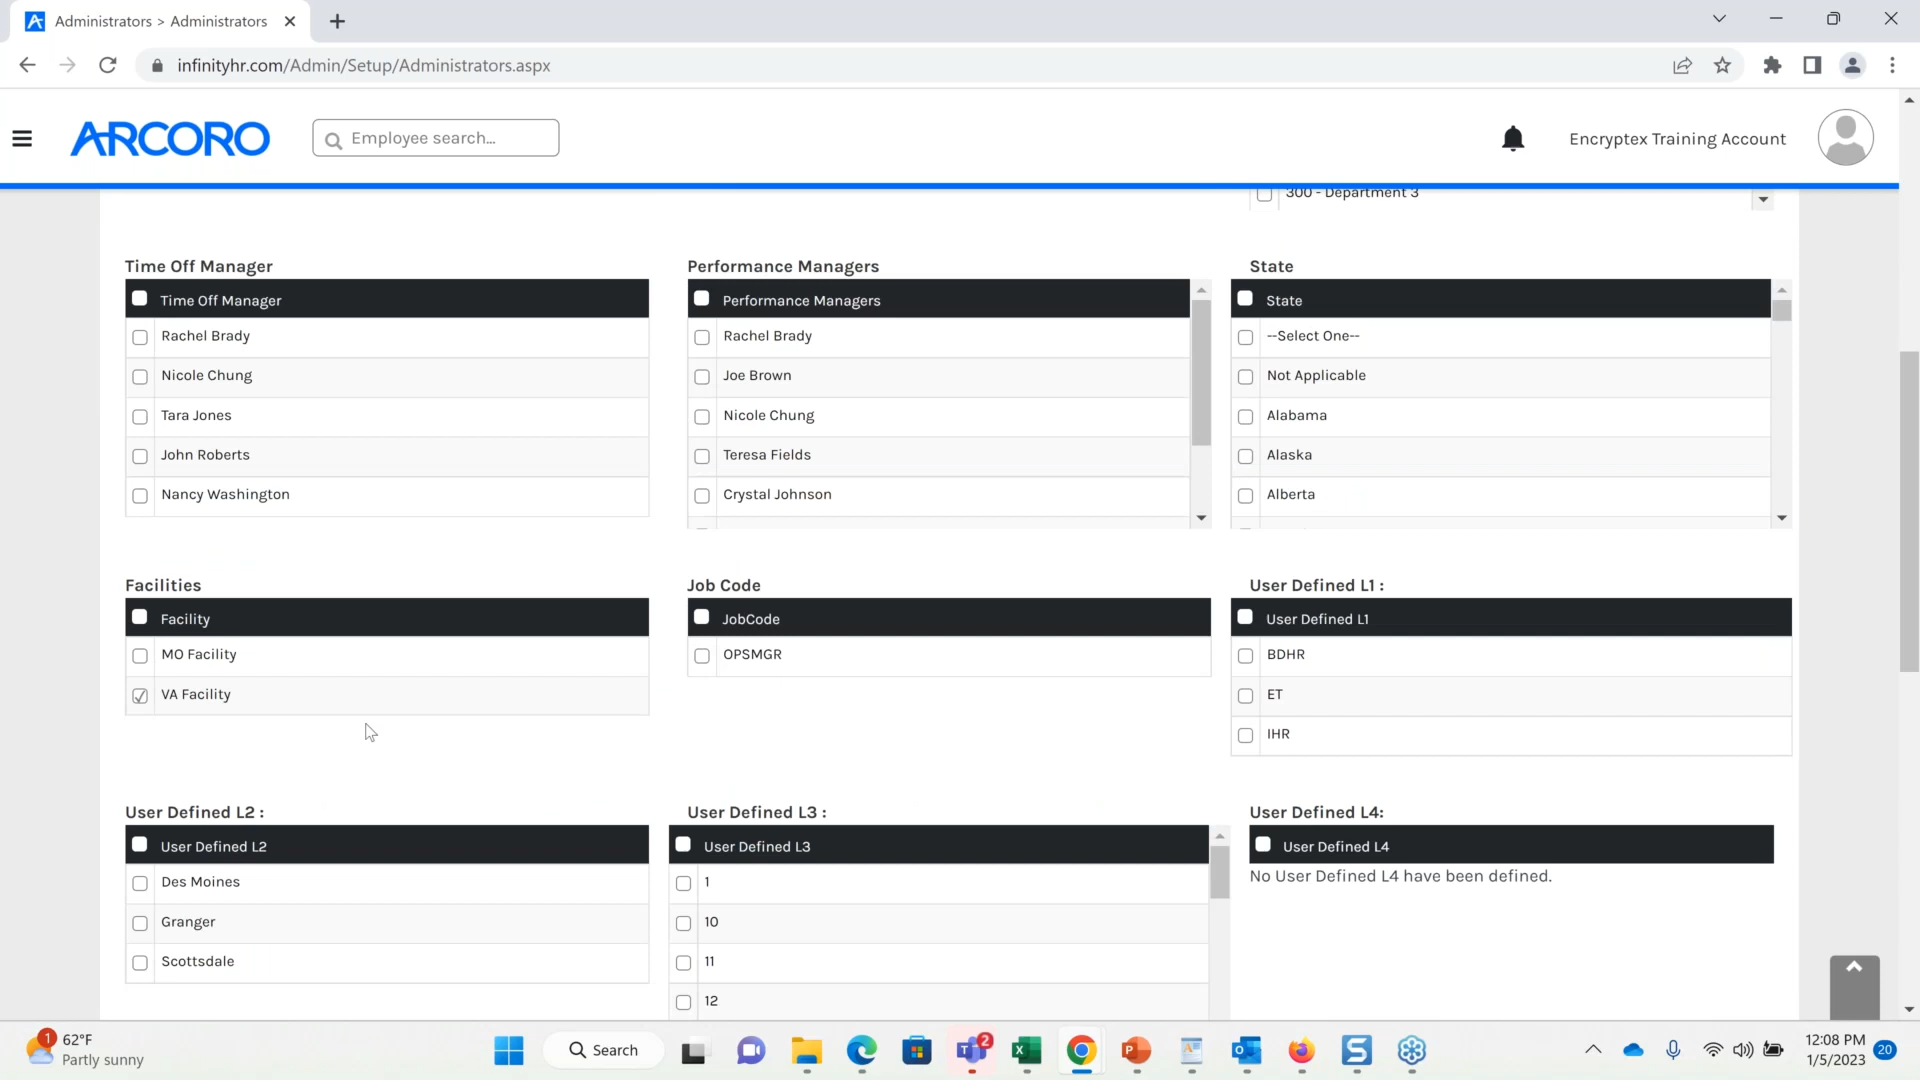 Administrators > Administrators
infinityhr.com/Admin/Setup/Administrators.aspx
ARCORO
Employee search...
Encryptex Training Account
300 - Department 3
Time Off Manager
Time Off Manager
Rachel Brady
Nicole Chung
Tara Jones
John Roberts
Nancy Washington
Performance Managers
Performance Managers
Rachel Brady
Joe Brown
Nicole Chung
Teresa Fields
Crystal Johnson
State
State
--Select One--
Not Applicable
Alabama
Alaska
Alberta
Facilities
Facility
MO Facility
VA Facility
Job Code
JobCode
OPSMGR
User Defined L1 :
User Defined L1
BDHR
ET
IHR
User Defined L2 :
User Defined L2
Des Moines
Granger
Scottsdale
User Defined L3 :
User Defined L3
1
10
11
12
User Defined L4:
User Defined L4
No User Defined L4 have been defined.
1
62°F
Partly sunny
Search
2
12:08 PM
1/5/2023
20